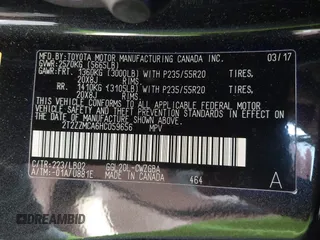 MFD. BY: TOYOTA MOTOR MANUFACTURING CANADA INC.
03/17
GVWR: 2570KG (5665LB)
GAWR FRT. 1360KG (3000LB) WITH P235/55R20 TIRES,
20X8J RIMS
RR. 1410KG (3105LB) WITH P235/55R20 TIRES,
20X8J RIMS
THIS VEHICLE CONFORMS TO ALL APPLICABLE
FEDERAL MOTOR VEHICLE SAFETY AND THEFT PREVENTION
STANDARDS IN EFFECT ON THE DATE OF MANUFACTURE SHOWN ABOVE.
2T2ZZMCA6HC059656 MPV
C/TR: 223/LB02 GGL20L-CWZGBA
A/TM: -01A/U881E 464 A
DREAMBID